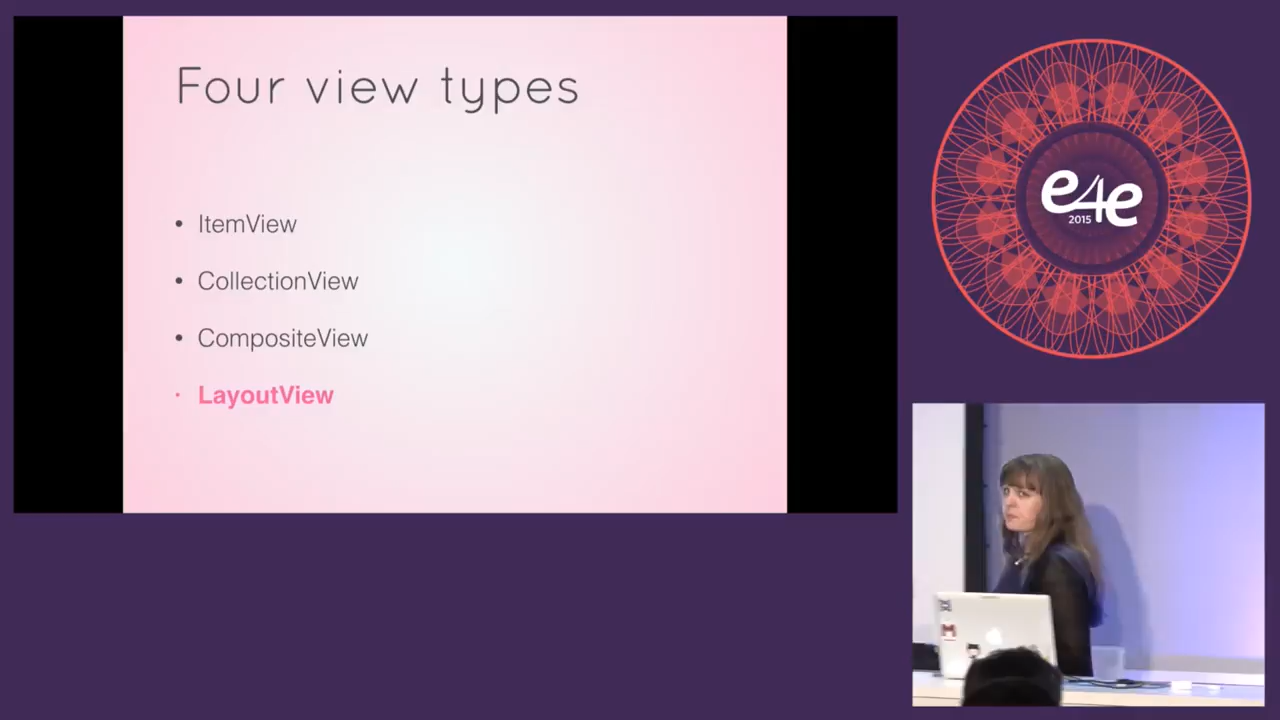 Four view types
• ItemView
• CollectionView
• CompositeView
• LayoutView
e4e
2015